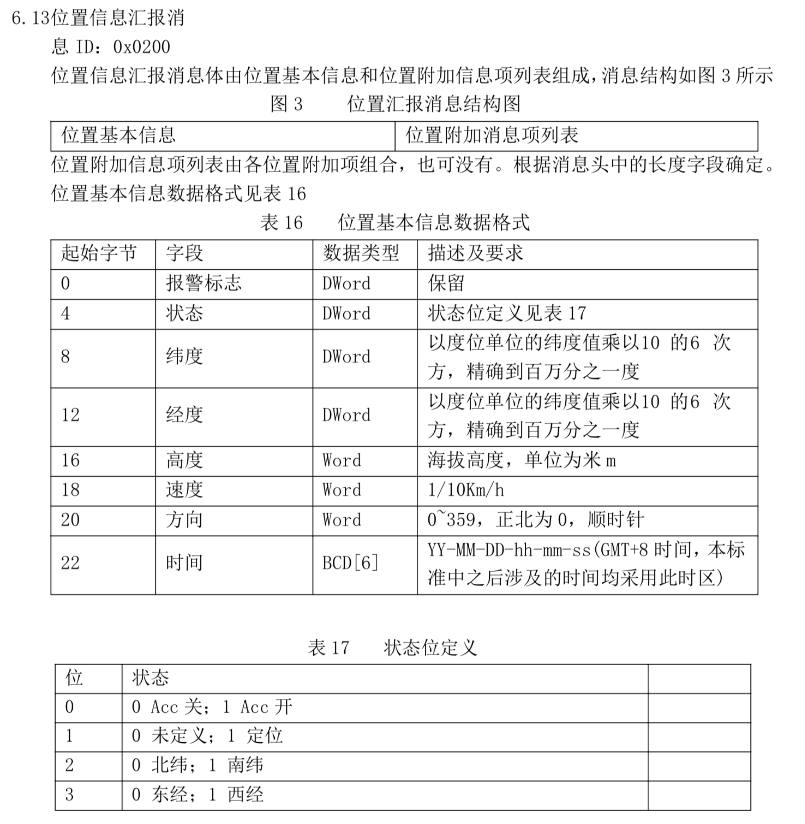 6.13位置信息汇报消
息 ID: 0x0200
位置信息汇报消息体由位置基本信息和位置附加信息项列表组成,消息结构如图 3 所示
图 3 位置汇报消息结构图
位置基本信息 位置附加消息项列表
位置附加信息项列表由各位置附加项组合，也可没有。根据消息头中的长度字段确定。
位置基本信息数据格式见表 16
表 16 位置基本信息数据格式
起始字节 字段 数据类型 描述及要求
0 报警标志 DWord 保留
4 状态 DWord 状态位定义见表 17
8 纬度 DWord 以度位单位的纬度值乘以10 的6 次
方，精确到百万分之一度
12 经度 DWord 以度位单位的纬度值乘以10 的6 次
方，精确到百万分之一度
16 高度 Word 海拔高度，单位为米 m
18 速度 Word 1/10Km/h
20 方向 Word 0~359，正北为 0，顺时针
22 时间 BCD[6] YY-MM-DD-hh-mm-ss(GMT+8 时间,本标
准中之后涉及的时间均采用此时区)
表 17 状态位定义
位 状态
0 0 Acc 关；1 Acc 开
1 0 未定义；1 定位
2 0 北纬；1 南纬
3 0 东经；1 西经